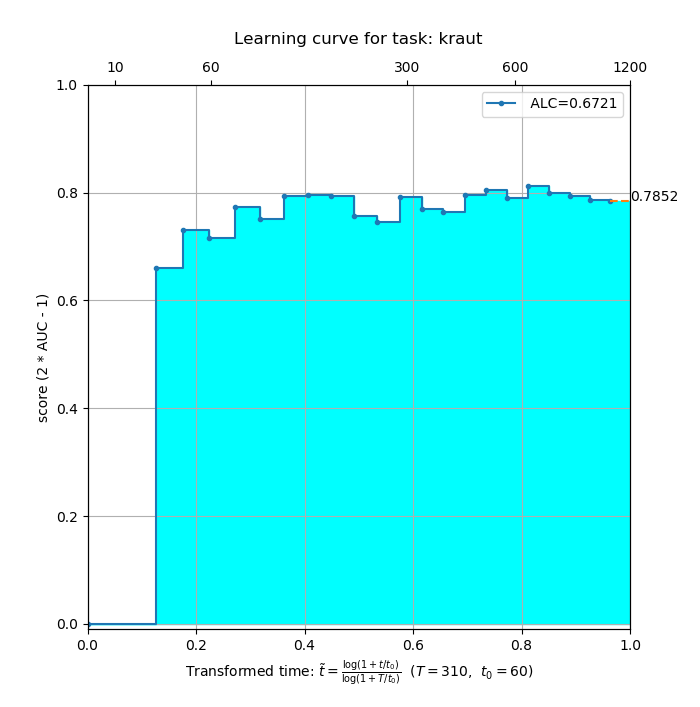 Learning curve for task: kraut
10 60 300 600 1200
ALC=0.6721
1.0
0.8
0.6
0.4
0.2
0.0
0.7852
score (2 * AUC - 1)
0.0 0.2 0.4 0.6 0.8 1.0
Transformed time: t̃ = log(1 + t/t₀) / log(1 + T/t₀) (T = 310, t₀ = 60)